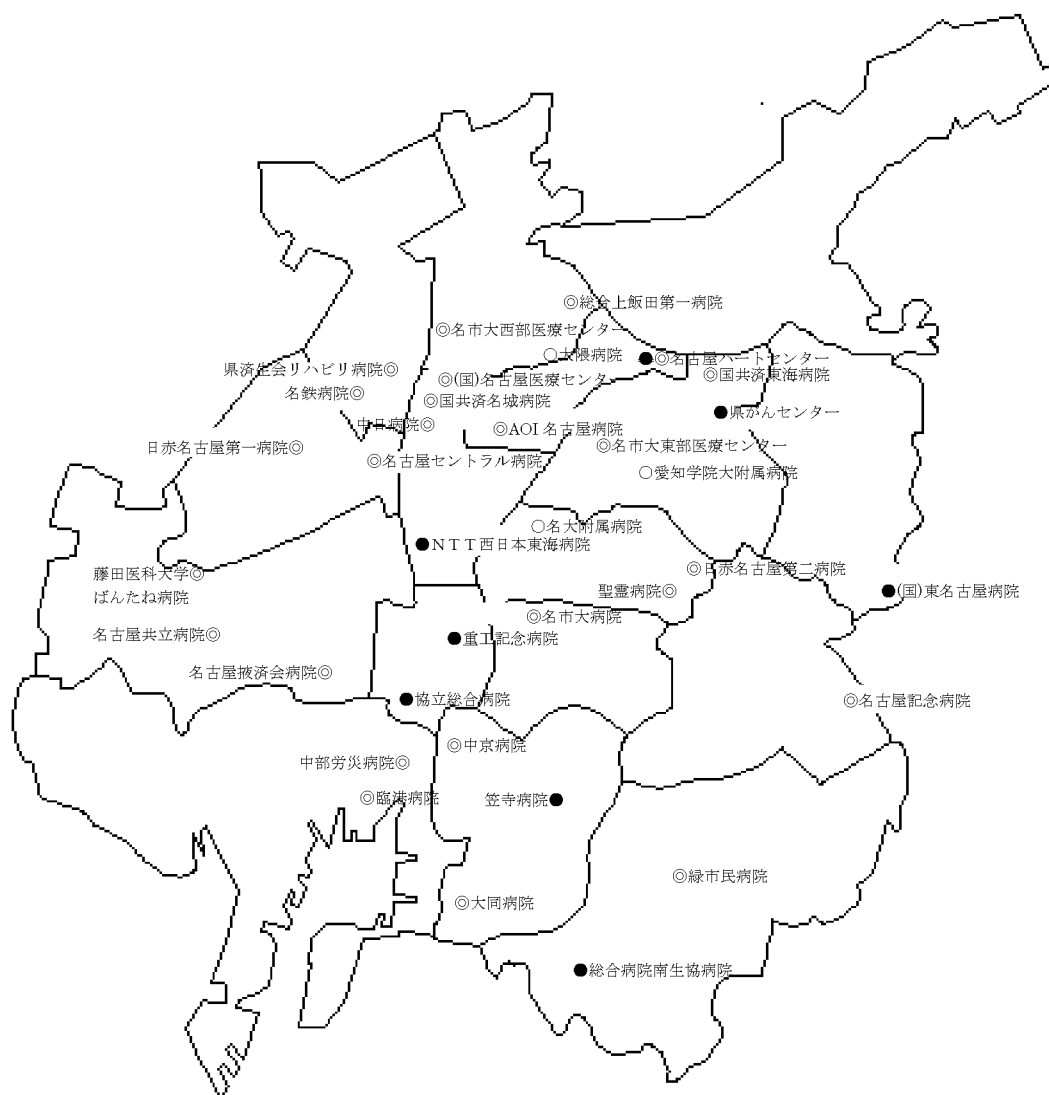 ◎総合上飯田第一病院
◎名市大西部医療センター
○大隈病院
●◎名古屋ハートセンター
県済生会リハビリ病院◎
◎(国)名古屋医療センター
◎国共済東海病院
名鉄病院◎
◎国共済名城病院
●県がんセンター
中日病院◎
◎AOI名古屋病院
日赤名古屋第一病院◎
◎名市大東部医療センター
◎名古屋セントラル病院
○愛知学院大附属病院
○名大附属病院
●NTT西日本東海病院
◎日赤名古屋第二病院
藤田医科大学◎
ばんたね病院
聖霊病院◎
●(国)東名古屋病院
◎名市大病院
名古屋共立病院◎
●重工記念病院
名古屋掖済会病院◎
●協立総合病院
◎名古屋記念病院
◎中京病院
中部労災病院◎
◎臨港病院
笠寺病院●
◎緑市民病院
◎大同病院
●総合病院南生協病院